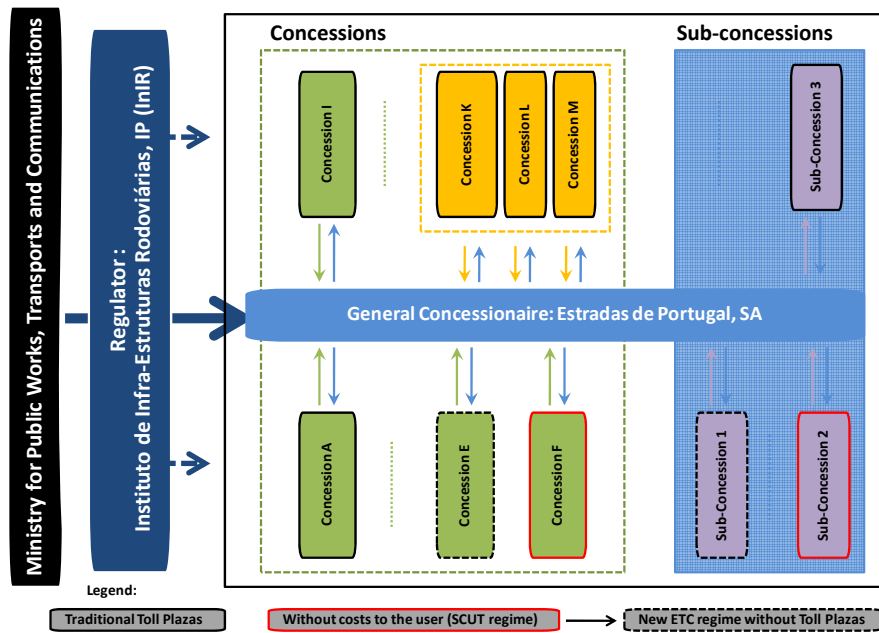 Ministry for Public Works, Transports and Communications
Regulator :
Instituto de Infra-Estruturas Rodoviárias, IP (InIR)
Concessions
Sub-concessions
Concession I
Concession K
Concession L
Concession M
Sub-Concession 3
General Concessionaire: Estradas de Portugal, SA
Concession A
Concession E
Concession F
Sub-Concession 1
Sub-Concession 2
Legend:
Traditional Toll Plazas
Without costs to the user (SCUT regime)
New ETC regime without Toll Plazas